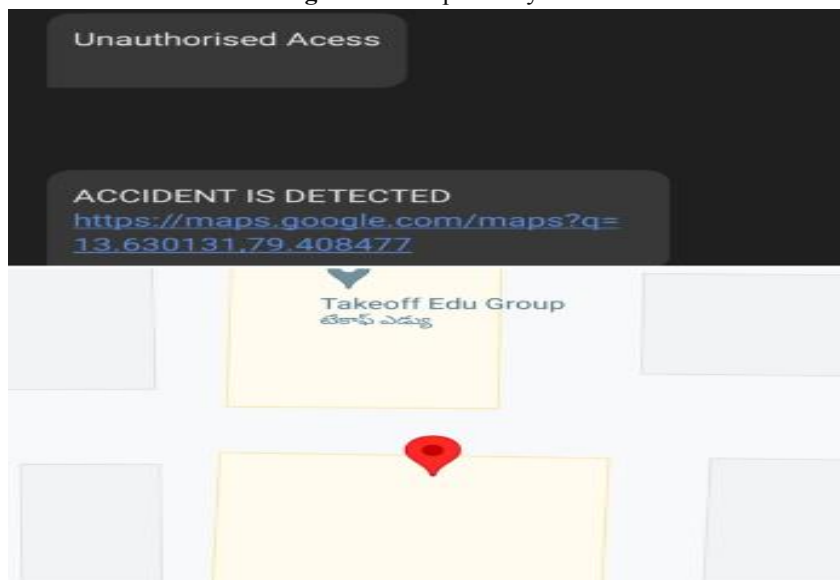 Unauthorised Acess
ACCIDENT IS DETECTED
https://maps.google.com/maps?q=
13.630131,79.408477
Takeoff Edu Group
టేకాఫ్ ఎడ్యు